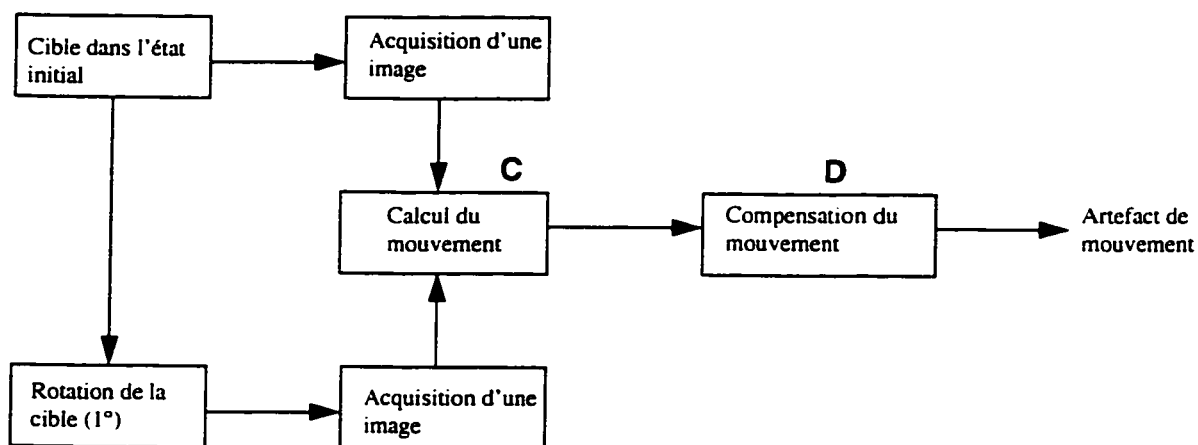 Cible dans l'état
initial
Acquisition d'une
image
C
Calcul du
mouvement
D
Compensation du
mouvement
Artefact de
mouvement
Rotation de la
cible (1°)
Acquisition d'une
image